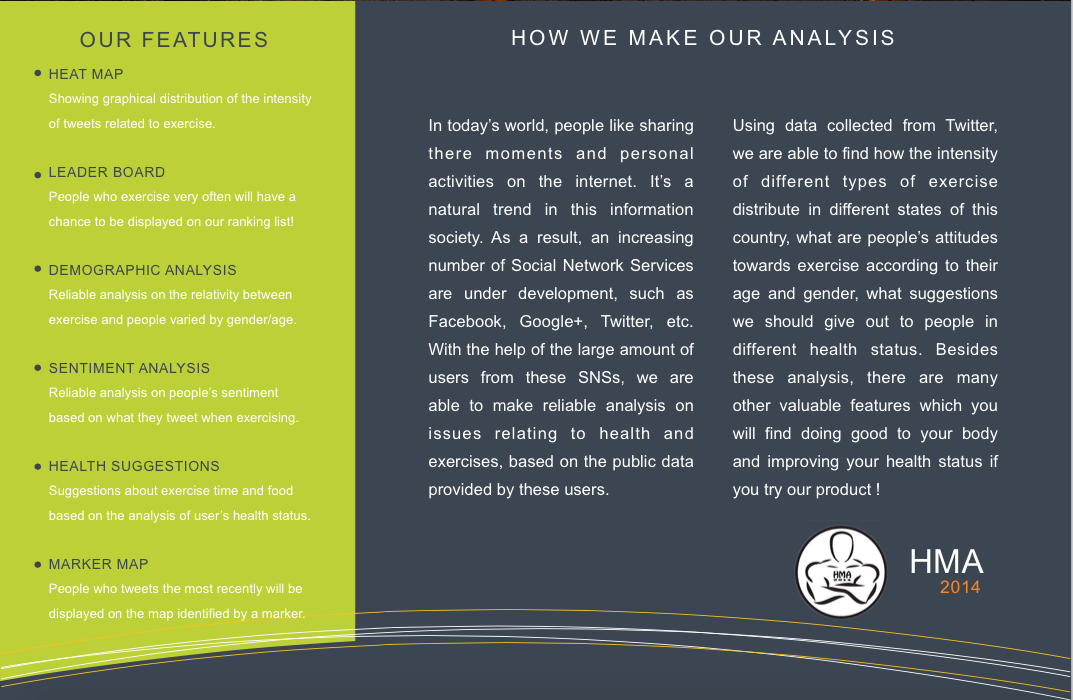 OUR FEATURES
HEAT MAP
Showing graphical distribution of the intensity
of tweets related to exercise.
LEADER BOARD
People who exercise very often will have a
chance to be displayed on our ranking list!
DEMOGRAPHIC ANALYSIS
Reliable analysis on the relativity between
exercise and people varied by gender/age.
SENTIMENT ANALYSIS
Reliable analysis on people's sentiment
based on what they tweet when exercising.
HEALTH SUGGESTIONS
Suggestions about exercise time and food
based on the analysis of user's health status.
MARKER MAP
People who tweets the most recently will be
displayed on the map identified by a marker.
HOW WE MAKE OUR ANALYSIS
In today's world, people like sharing
there moments and personal
activities on the internet. It's a
natural trend in this information
society. As a result, an increasing
number of Social Network Services
are under development, such as
Facebook, Google+, Twitter, etc.
With the help of the large amount of
users from these SNSs, we are
able to make reliable analysis on
issues relating to health and
exercises, based on the public data
provided by these users.
Using data collected from Twitter,
we are able to find how the intensity
of different types of exercise
distribute in different states of this
country, what are people's attitudes
towards exercise according to their
age and gender, what suggestions
we should give out to people in
different health status. Besides
these analysis, there are many
other valuable features which you
will find doing good to your body
and improving your health status if
you try our product !
HMA
HMA
2014